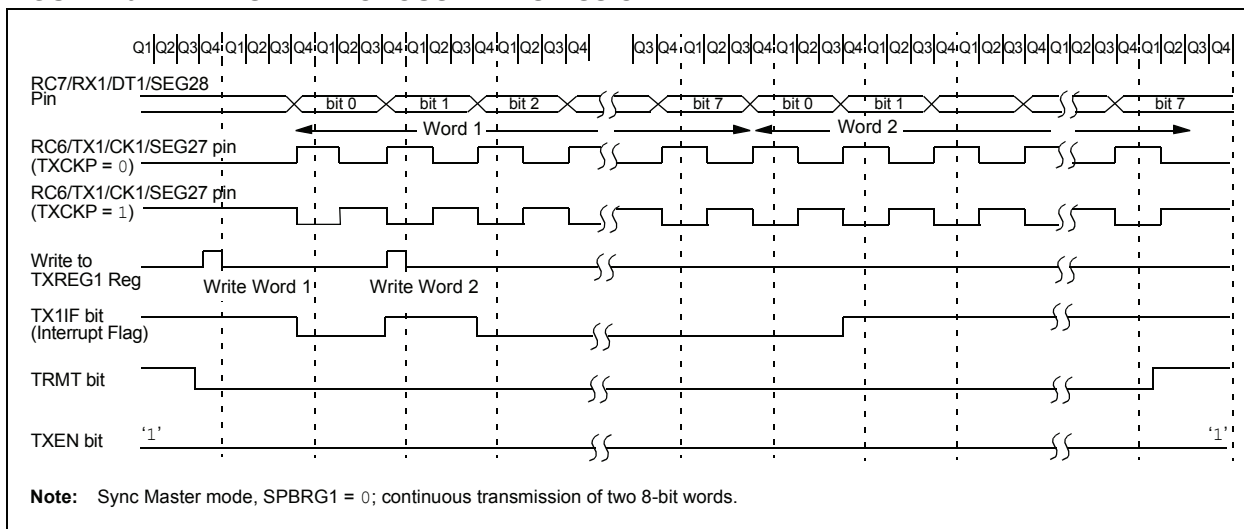 Q1 Q2 Q3 Q4 Q1 Q2 Q3 Q4 Q1 Q2 Q3 Q4 Q1 Q2 Q3 Q4 Q1 Q2 Q3 Q4 Q3 Q4 Q1 Q2 Q3 Q4 Q1 Q2 Q3 Q4 Q1 Q2 Q3 Q4 Q1 Q2 Q3 Q4 Q1 Q2 Q3 Q4 Q1 Q2 Q3 Q4
RC7/RX1/DT1/SEG28
Pin
bit 0 bit 1 bit 2 bit 7 bit 0 bit 1 bit 7
Word 1 Word 2
RC6/TX1/CK1/SEG27 pin
(TXCKP = 0)
RC6/TX1/CK1/SEG27 pin
(TXCKP = 1)
Write to
TXREG1 Reg
Write Word 1 Write Word 2
TX1IF bit
(Interrupt Flag)
TRMT bit
TXEN bit
‘1’ ‘1’
Note: Sync Master mode, SPBRG1 = 0; continuous transmission of two 8-bit words.